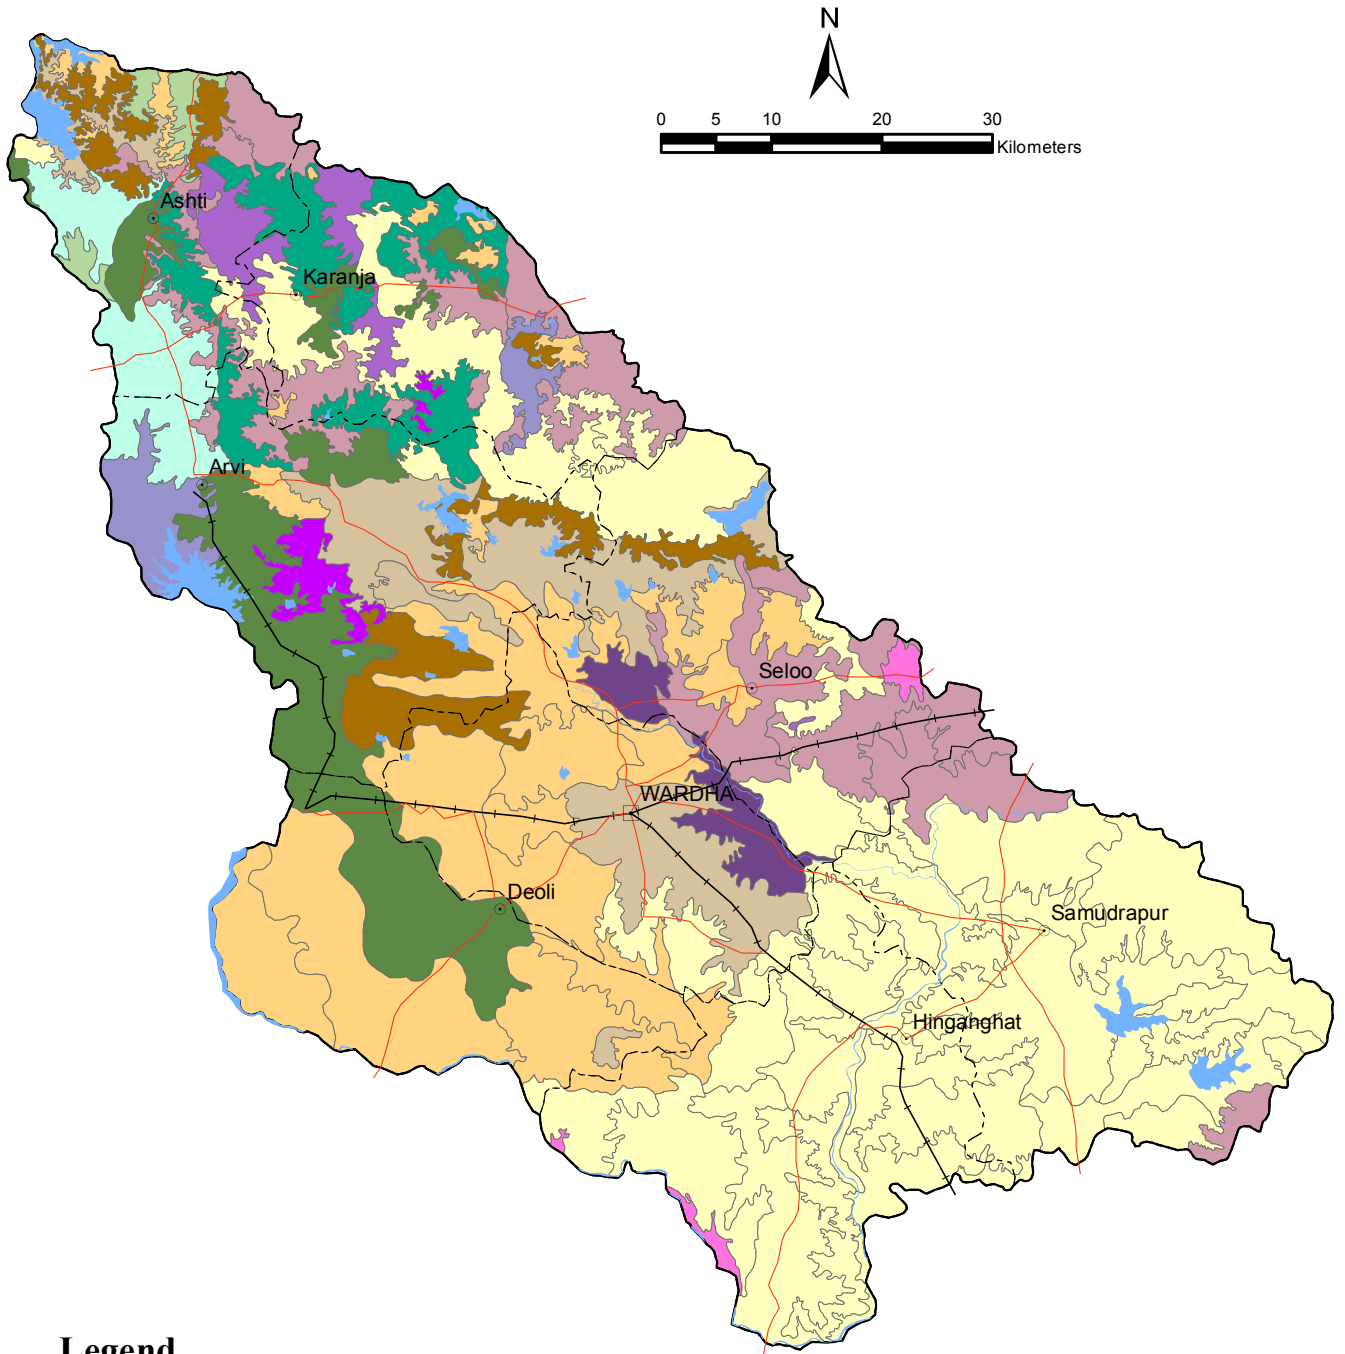 N
0 5 10 20 30
Kilometers
Ashti
Karanja
Arvi
Seloo
WARDHA
Deoli
Samudrapur
Hinganghat
Legend